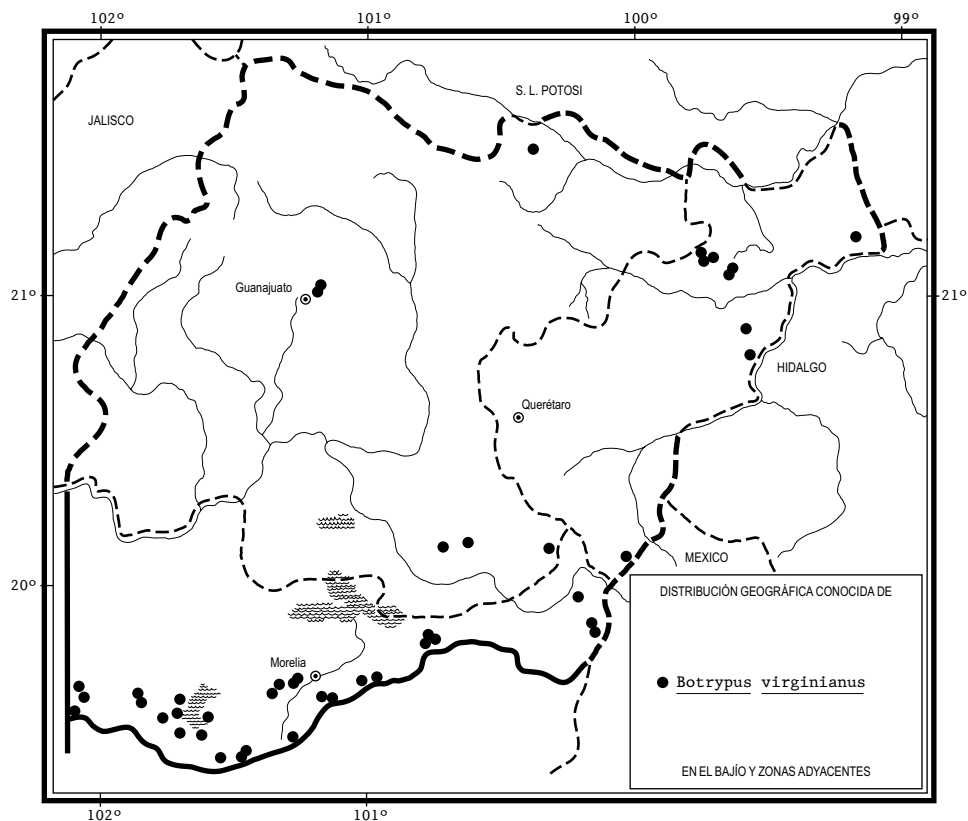 102º 101º 100º 99º
S. L. POTOSI
JALISCO
Guanajuato
21º 21º
HIDALGO
Querétaro
MEXICO
20º
DISTRIBUCIÓN GEOGRÁFICA CONOCIDA DE
Morelia
Botrypus virginianus
EN EL BAJÍO Y ZONAS ADYACENTES
102º 101º